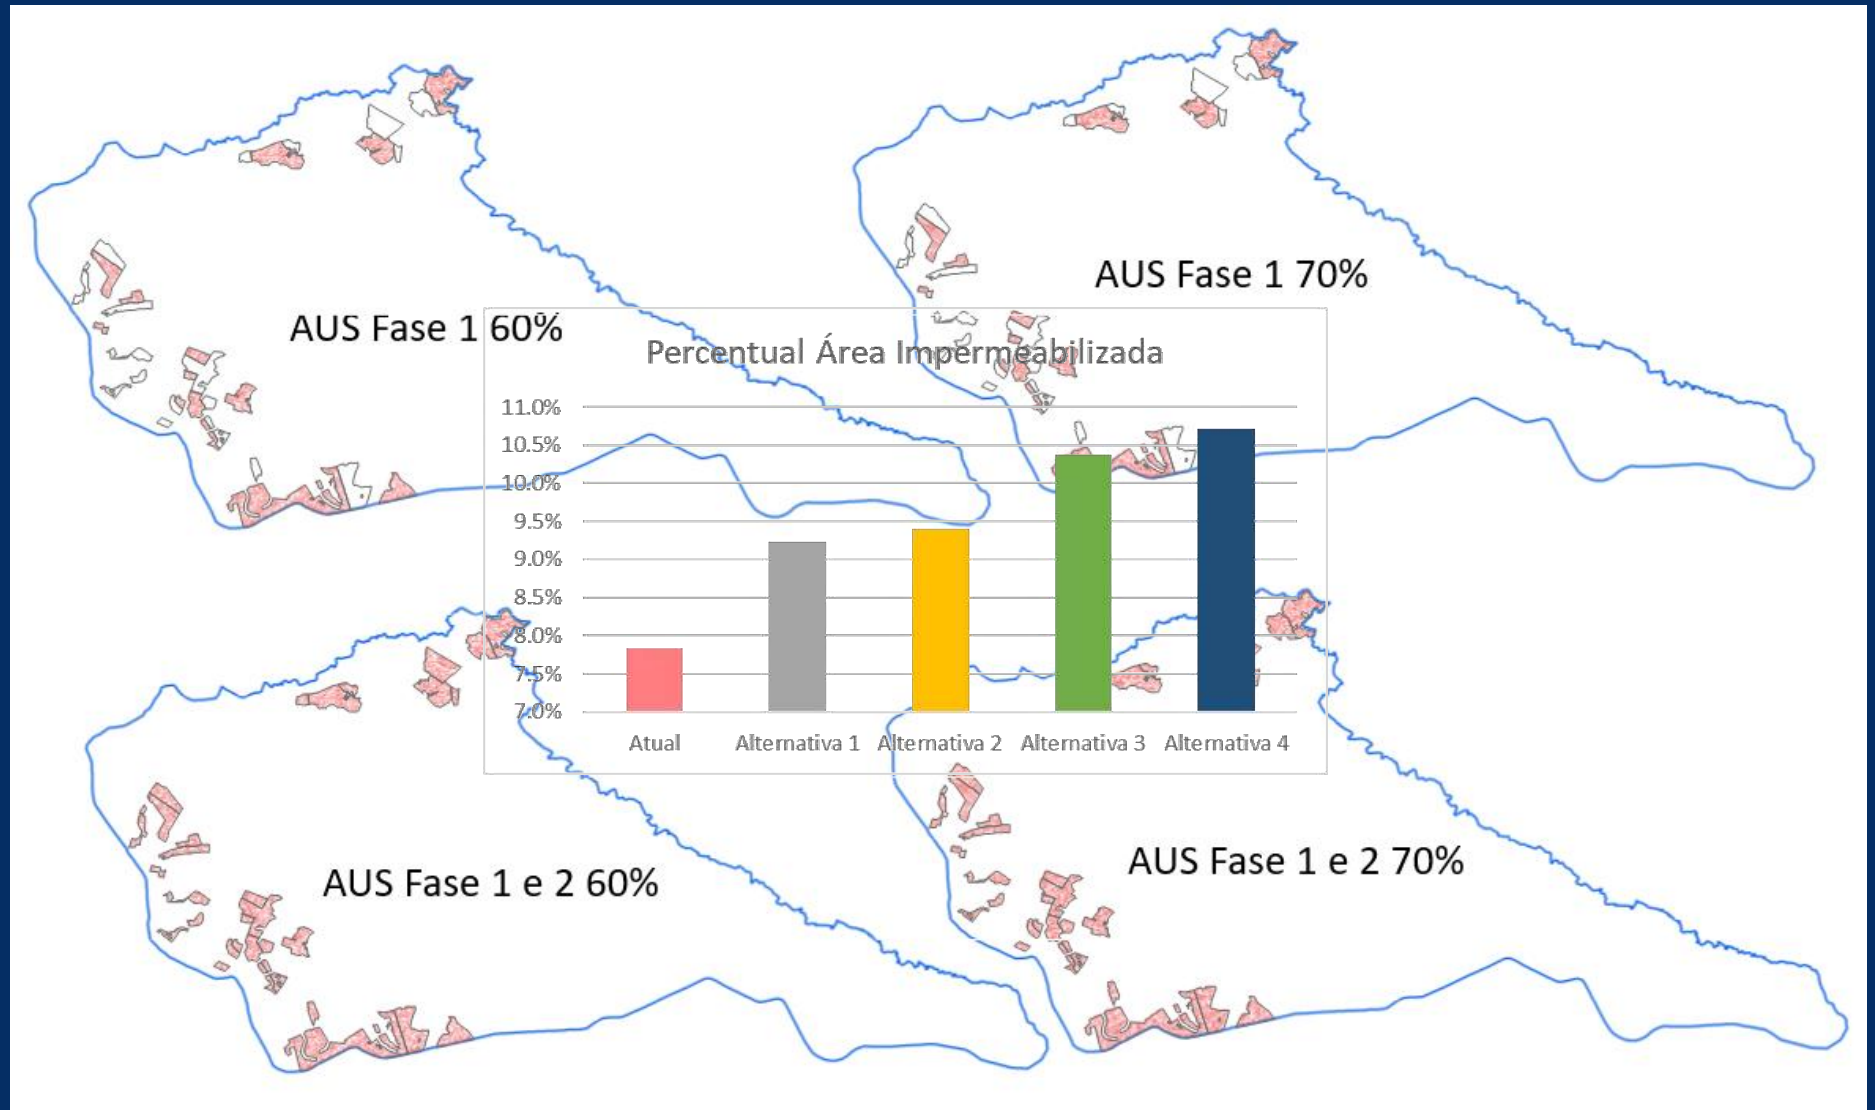 AUS Fase 1 70%
AUS Fase 1 60%
Percentual Área Impermeabilizada
11.0%
10.5%
10.0%
9.5%
9.0%
8.5%
8.0%
7.5%
7.0%
Atual Alternativa 1 Alternativa 2 Alternativa 3 Alternativa 4
AUS Fase 1 e 2 60%
AUS Fase 1 e 2 70%